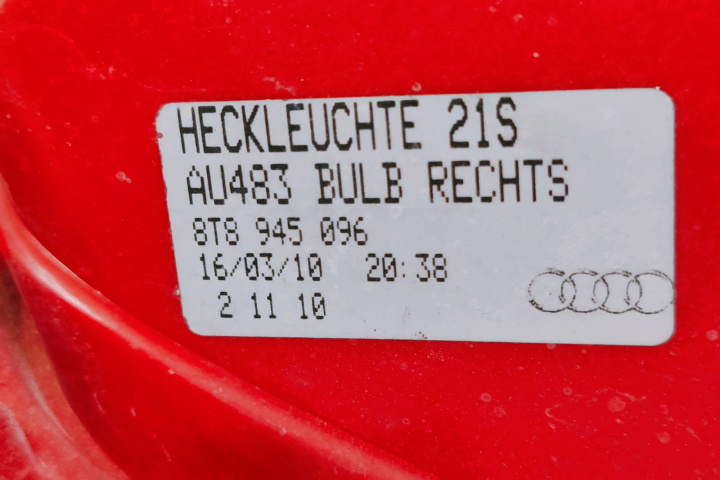 HECKLEUCHTE 21S
AU483 BULB RECHTS
8T8 945 096
16/03/10 20:38
2 11 10